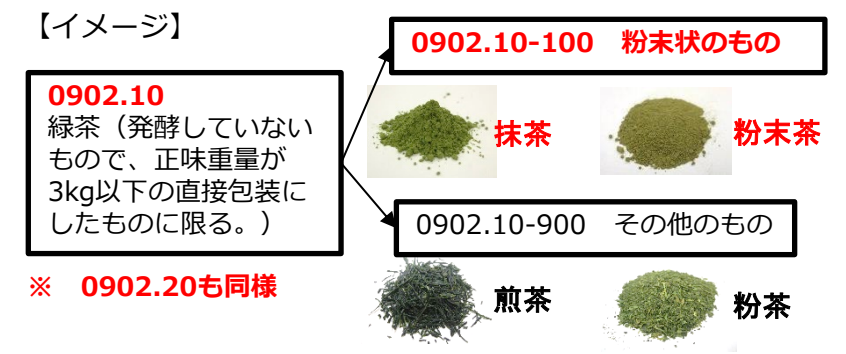 【イメージ】
0902.10
緑茶（発酵していない
もので、正味重量が
3kg以下の直接包装に
したものに限る。）
※　0902.20も同様
0902.10-100　粉末状のもの
抹茶
粉末茶
0902.10-900　その他のもの
煎茶
粉茶